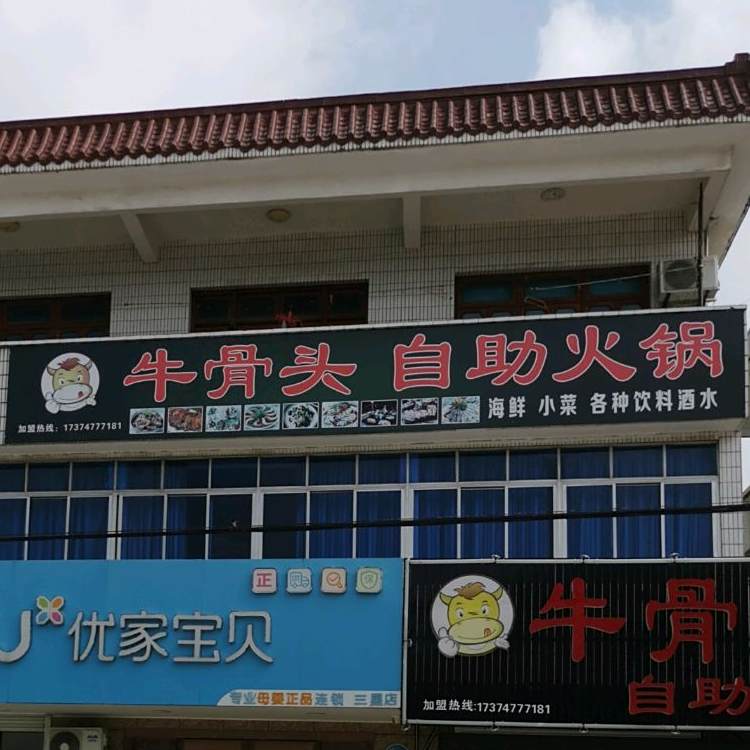 牛骨头 自助火锅
加盟热线：17374777181
海鲜 小菜 各种饮料酒水
正 保
优家宝贝
专业母婴正品连锁 三墨店
牛骨
自助
加盟热线:17374777181